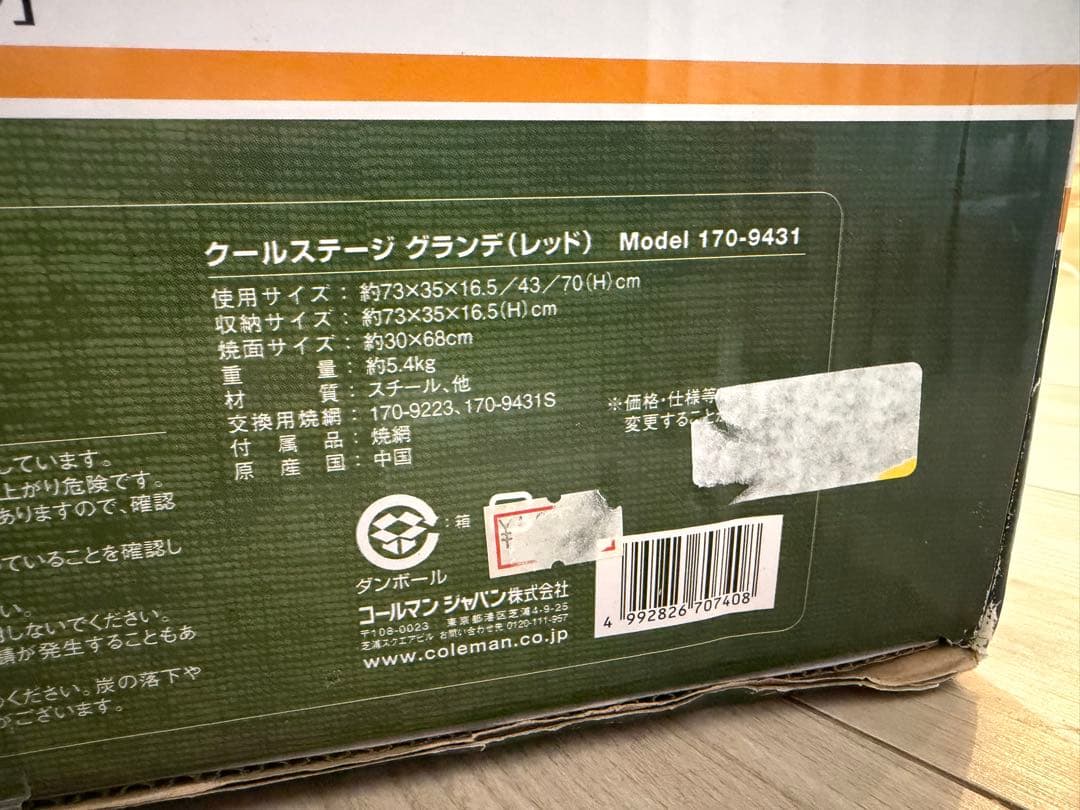 クールステージ グランデ（レッド） Model 170-9431
使用サイズ：約73×35×16.5／43／70（H）cm
収納サイズ：約73×35×16.5（H）cm
焼面サイズ：約30×68cm
重量：約5.4kg
材質：スチール、他
交換用焼網：170-9223、170-9431S
付属品：焼網
原産国：中国
※価格・仕様等
変更すること
しています。
上がり危険です。
ありますので、確認
ていることを確認し
い。
しないでください。
が発生することもあ
ください。炭の落下や
がございます。
：箱
ダンボール
¥
コールマン ジャパン株式会社
〒108-0023 東京都港区芝浦4-9-25
芝浦スクエアビル お問い合わせ先 0120-111-957
www.coleman.co.jp
4 992826 707408